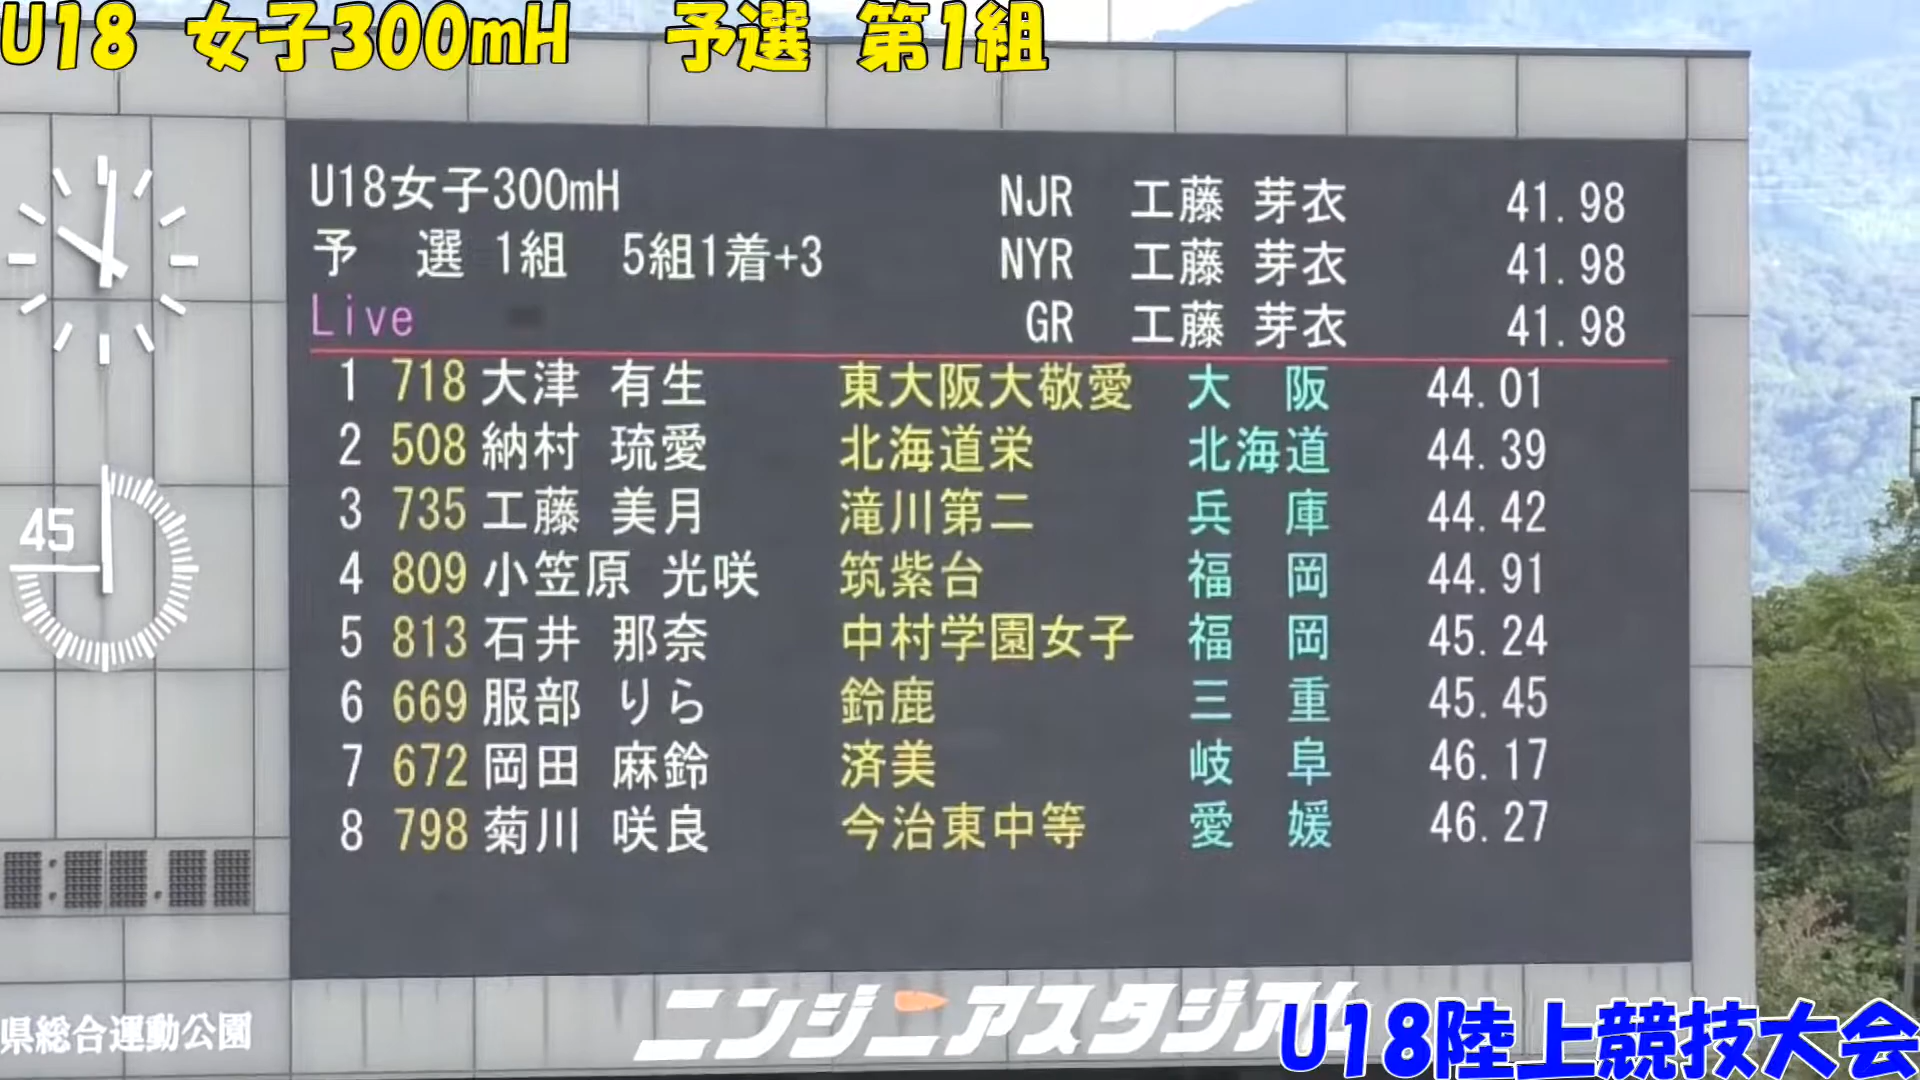 U18 女子300mH 予選 第1組
U18女子300mH NJR 工藤 芽衣 41.98
予 選 1組 5組1着+3 NYR 工藤 芽衣 41.98
Live GR 工藤 芽衣 41.98
1 718 大津 有生 東大阪大敬愛 大 阪 44.01
2 508 納村 琉愛 北海道栄 北海道 44.39
3 735 工藤 美月 滝川第二 兵 庫 44.42
4 809 小笠原 光咲 筑紫台 福 岡 44.91
5 813 石井 那奈 中村学園女子 福 岡 45.24
6 669 服部 りら 鈴鹿 三 重 45.45
7 672 岡田 麻鈴 済美 岐 阜 46.17
8 798 菊川 咲良 今治東中等 愛 媛 46.27
45
県総合運動公園
ニンジニアスタジアム
U18陸上競技大会